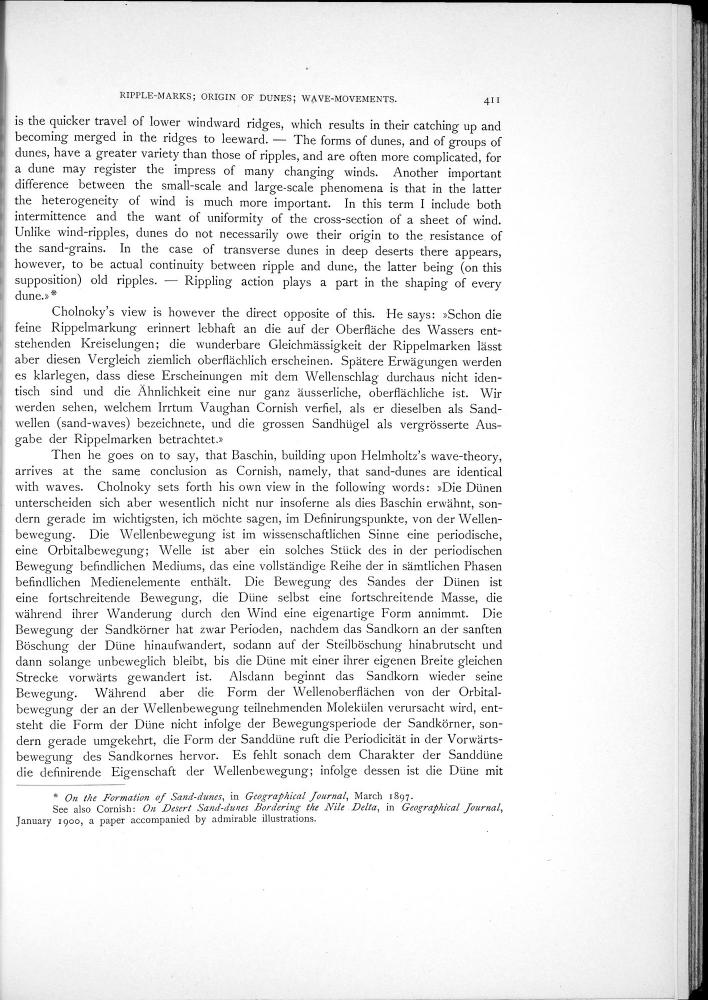 RIPPLE-MARKS; ORIGIN OF DUNES; WAVE-MOVEMENTS. 411
is the quicker travel of lower windward ridges, which results in their catching up and
becoming merged in the ridges to leeward. — The forms of dunes, and of groups of
dunes, have a greater variety than those of ripples, and are often more complicated, for
a dune may register the impress of many changing winds. Another important
difference between the small-scale and large-scale phenomena is that in the latter
the heterogeneity of wind is much more important. In this term I include both
intermittence and the want of uniformity of the cross-section of a sheet of wind.
Unlike wind-ripples, dunes do not necessarily owe their origin to the resistance of
the sand-grains. In the case of transverse dunes in deep deserts there appears,
however, to be actual continuity between ripple and dune, the latter being (on this
supposition) old ripples. — Rippling action plays a part in the shaping of every
dune.»*
Cholnoky's view is however the direct opposite of this. He says: »Schon die
feine Rippelmarkung erinnert lebhaft an die auf der Oberfläche des Wassers ent-
stehenden Kreiselungen; die wunderbare Gleichmässigkeit der Rippelmarken lässt
aber diesen Vergleich ziemlich oberflächlich erscheinen. Spätere Erwägungen werden
es klarlegen, dass diese Erscheinungen mit dem Wellenschlag durchaus nicht iden-
tisch sind und die Ähnlichkeit eine nur ganz äusserliche, oberflächliche ist. Wir
werden sehen, welchem Irrtum Vaughan Cornish verfiel, als er dieselben als Sand-
wellen (sand-waves) bezeichnete, und die grossen Sandhügel als vergrösserte Aus-
gabe der Rippelmarken betrachtet.»
Then he goes on to say, that Baschin, building upon Helmholtz's wave-theory,
arrives at the same conclusion as Cornish, namely, that sand-dunes are identical
with waves. Cholnoky sets forth his own view in the following words: »Die Dünen
unterscheiden sich aber wesentlich nicht nur insoferne als dies Baschin erwähnt, son-
dern gerade im wichtigsten, ich möchte sagen, im Definirungspunkte, von der Wellen-
bewegung. Die Wellenbewegung ist im wissenschaftlichen Sinne eine periodische,
eine Orbitalbewegung; Welle ist aber ein solches Stück des in der periodischen
Bewegung befindlichen Mediums, das eine vollständige Reihe der in sämtlichen Phasen
befindlichen Medienelemente enthält. Die Bewegung des Sandes der Dünen ist
eine fortschreitende Bewegung, die Düne selbst eine fortschreitende Masse, die
während ihrer Wanderung durch den Wind eine eigenartige Form annimmt. Die
Bewegung der Sandkörner hat zwar Perioden, nachdem das Sandkorn an der sanften
Böschung der Düne hinaufwandert, sodann auf der Steilböschung hinabrutscht und
dann solange unbeweglich bleibt, bis die Düne mit einer ihrer eigenen Breite gleichen
Strecke vorwärts gewandert ist. Alsdann beginnt das Sandkorn wieder seine
Bewegung. Während aber die Form der Wellenoberflächen von der Orbital-
bewegung der an der Wellenbewegung teilnehmenden Molekülen verursacht wird, ent-
steht die Form der Düne nicht infolge der Bewegungsperiode der Sandkörner, son-
dern gerade umgekehrt, die Form der Sanddüne ruft die Periodicität in der Vorwärts-
bewegung des Sandkornes hervor. Es fehlt sonach dem Charakter der Sanddüne
die definirende Eigenschaft der Wellenbewegung; infolge dessen ist die Düne mit
* On the Formation of Sand-dunes, in Geographical Journal, March 1897.
See also Cornish: On Desert Sand-dunes Bordering the Nile Delta, in Geographical Journal,
January 1900, a paper accompanied by admirable illustrations.